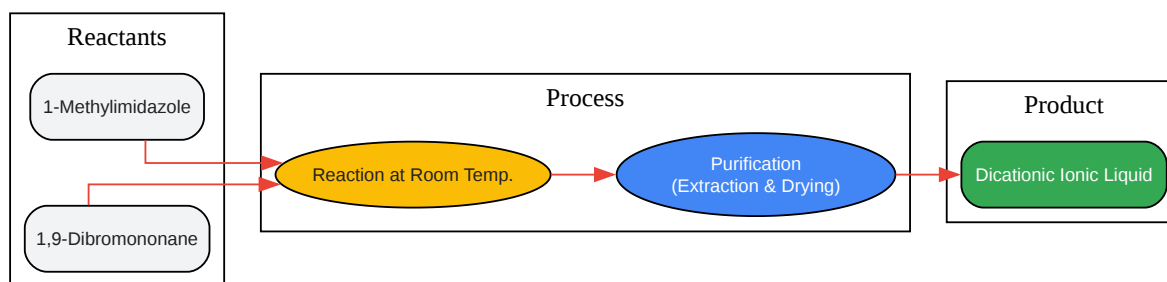 Reactants
1-Methylimidazole
1,9-Dibromononane
Process
Reaction at Room Temp.
Purification
(Extraction & Drying)
Product
Dicationic Ionic Liquid